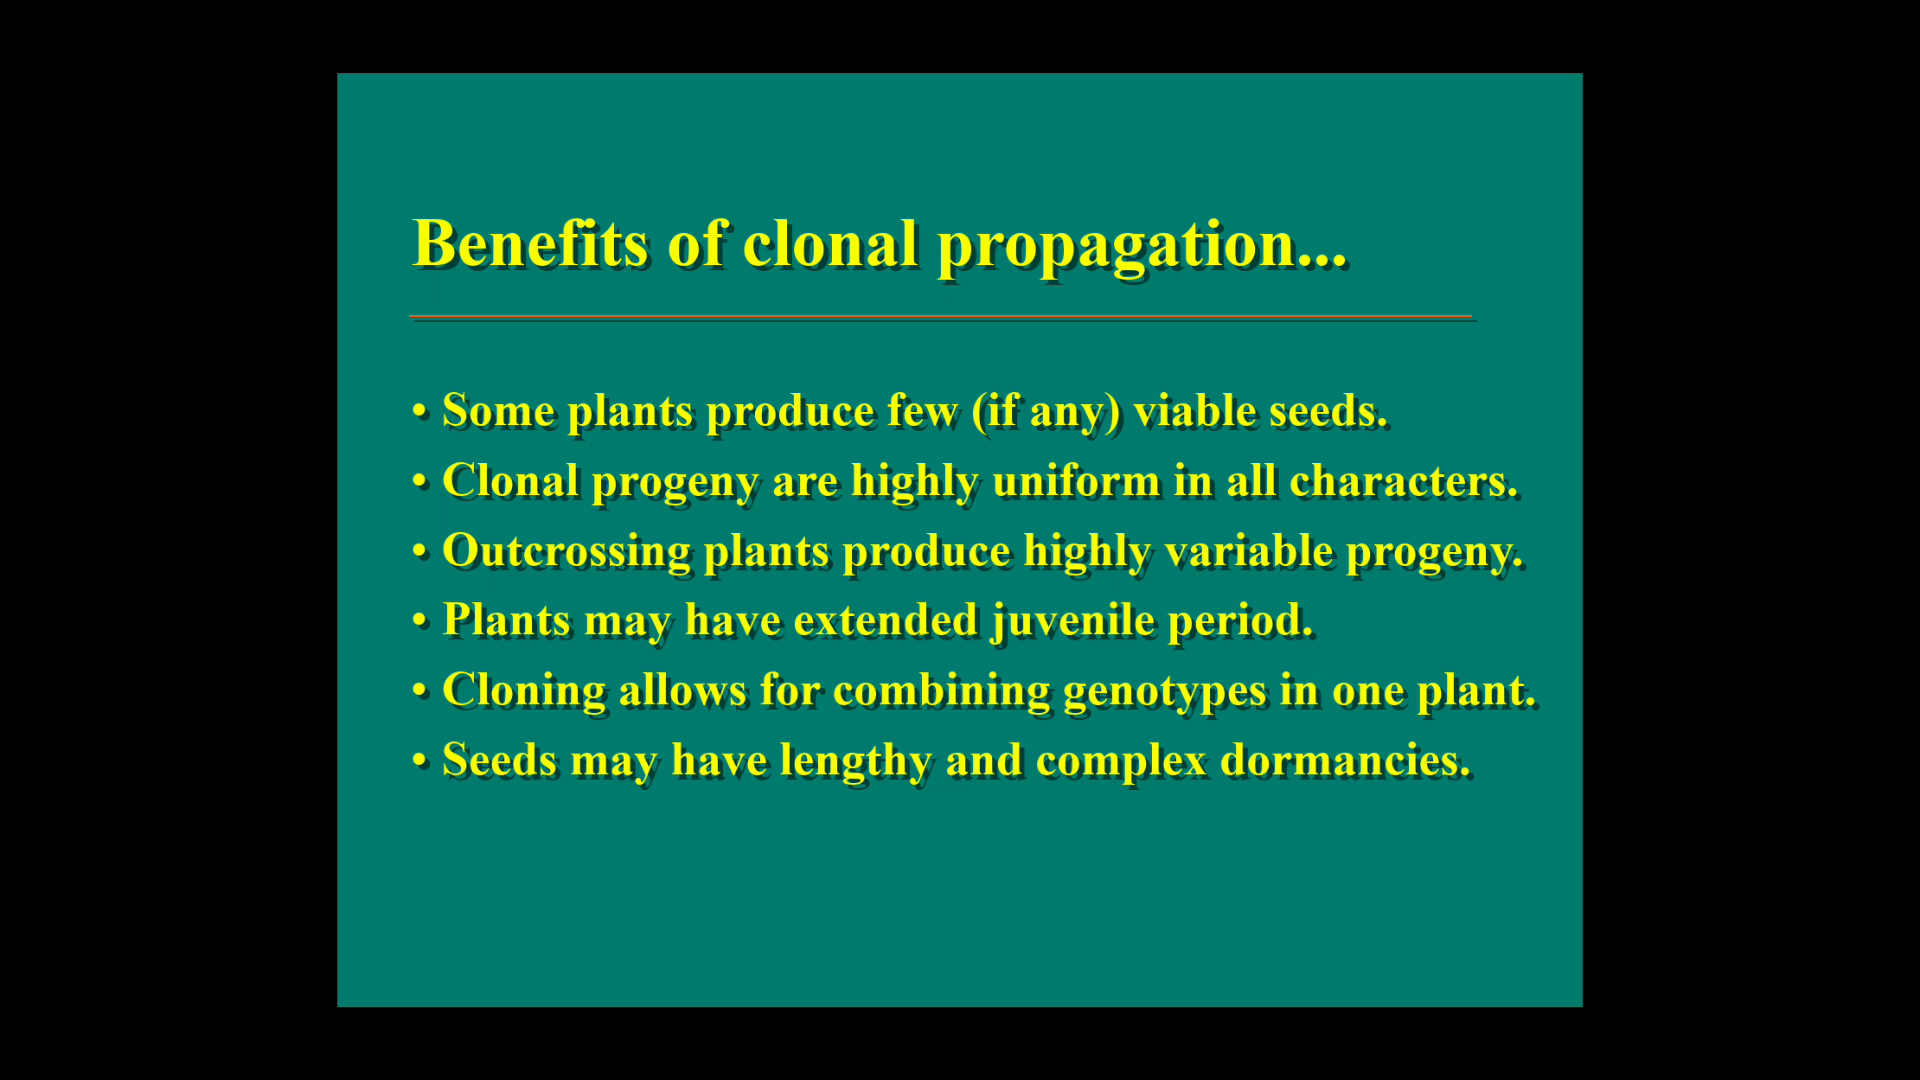 Benefits of clonal propagation...
• Some plants produce few (if any) viable seeds.
• Clonal progeny are highly uniform in all characters.
• Outcrossing plants produce highly variable progeny.
• Plants may have extended juvenile period.
• Cloning allows for combining genotypes in one plant.
• Seeds may have lengthy and complex dormancies.